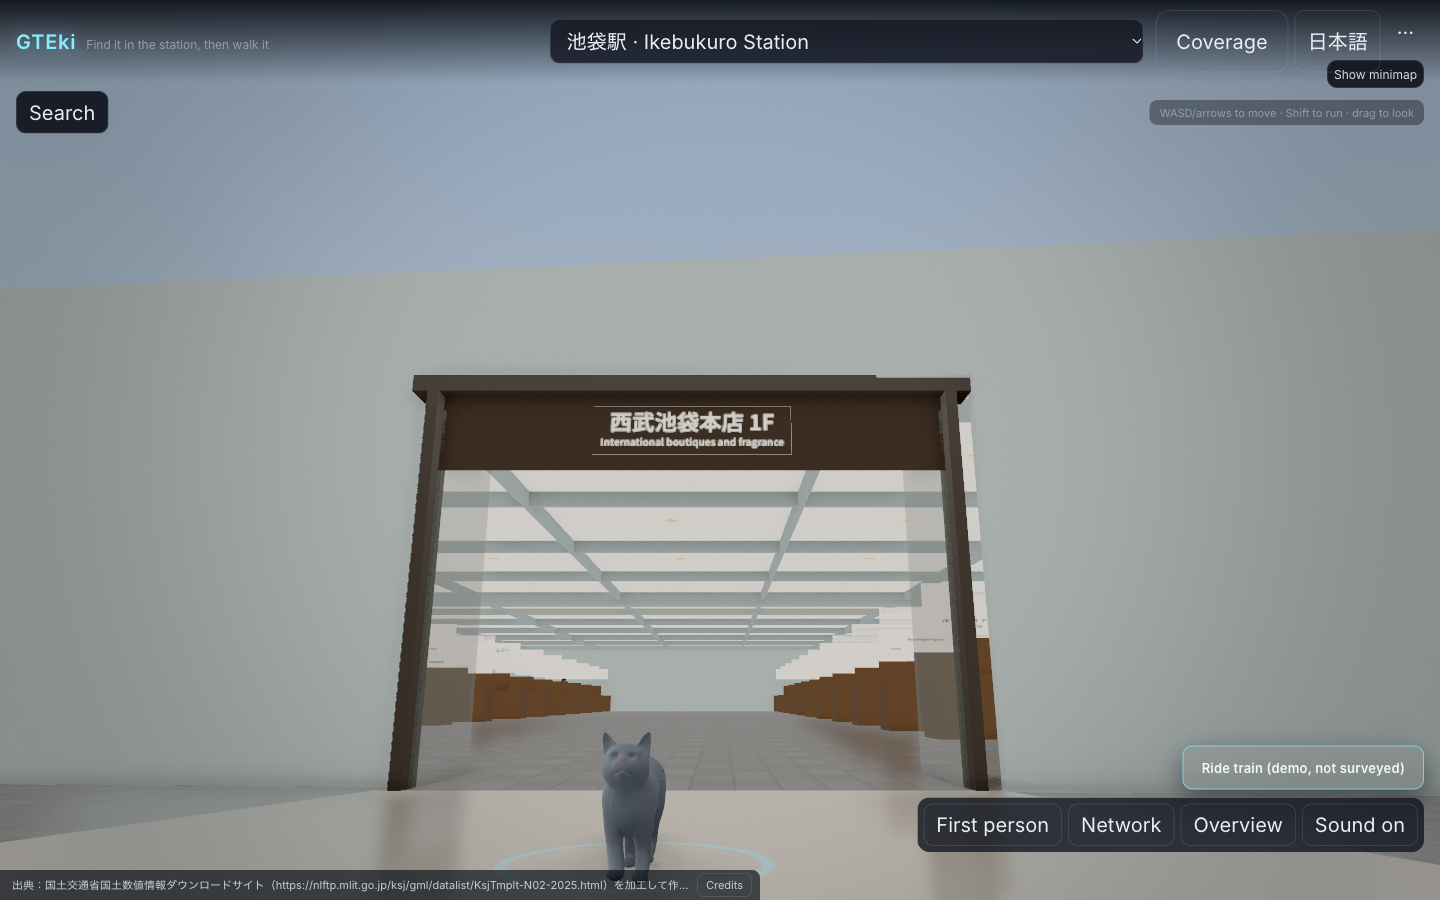 GTEki Find it in the station, then walk it
池袋駅 · Ikebukuro Station
Coverage
日本語
...
Show minimap
Search
WASD/arrows to move · Shift to run · drag to look
西武池袋本店 1F
International boutiques and fragrance
Ride train (demo, not surveyed)
First person
Network
Overview
Sound on
出典：国土交通省国土数値情報ダウンロードサイト（https://nlftp.mlit.go.jp/ksj/gml/datalist/KsjTmplt-N02-2025.html）を加工して作...
Credits